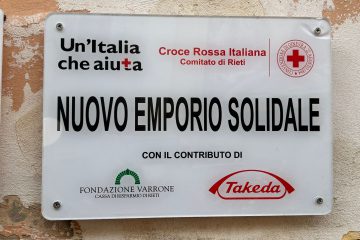 Un'Italia
che aiuta
Croce Rossa Italiana
Comitato di Rieti
NUOVO EMPORIO SOLIDALE
CON IL CONTRIBUTO DI
FONDAZIONE VARRONE
CASSA DI RISPARMIO DI RIETI
Takeda